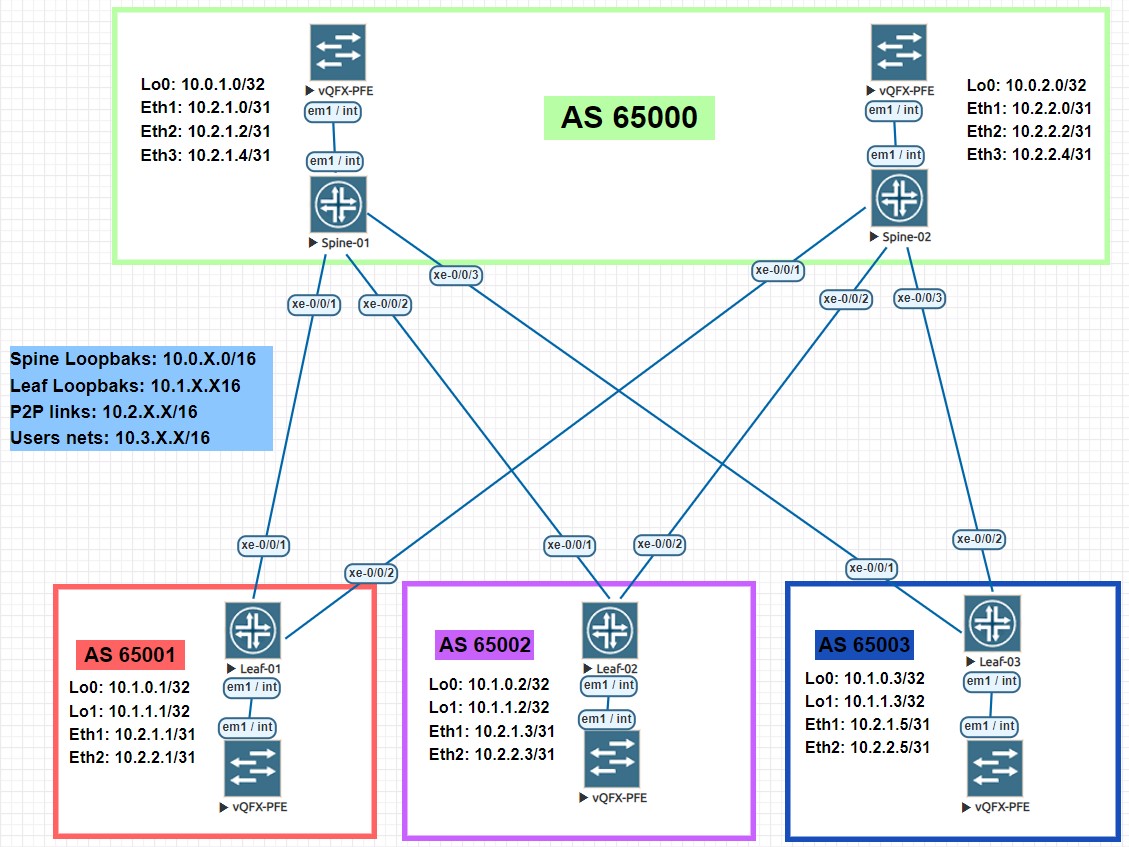 vQFX-PFE
em1 / int
em1 / int
Spine-01
Lo0: 10.0.1.0/32
Eth1: 10.2.1.0/31
Eth2: 10.2.1.2/31
Eth3: 10.2.1.4/31
AS 65000
vQFX-PFE
em1 / int
em1 / int
Spine-02
Lo0: 10.0.2.0/32
Eth1: 10.2.2.0/31
Eth2: 10.2.2.2/31
Eth3: 10.2.2.4/31
xe-0/0/1
xe-0/0/2
xe-0/0/3
xe-0/0/1
xe-0/0/2
xe-0/0/3
Spine Loopbaks: 10.0.X.0/16
Leaf Loopbaks: 10.1.X.X16
P2P links: 10.2.X.X/16
Users nets: 10.3.X.X/16
xe-0/0/1
xe-0/0/2
xe-0/0/1
xe-0/0/2
xe-0/0/1
xe-0/0/2
AS 65001
Lo0: 10.1.0.1/32
Lo1: 10.1.1.1/32
Eth1: 10.2.1.1/31
Eth2: 10.2.2.1/31
Leaf-01
em1 / int
em1 / int
vQFX-PFE
AS 65002
Lo0: 10.1.0.2/32
Lo1: 10.1.1.2/32
Eth1: 10.2.1.3/31
Eth2: 10.2.2.3/31
Leaf-02
em1 / int
em1 / int
vQFX-PFE
AS 65003
Lo0: 10.1.0.3/32
Lo1: 10.1.1.3/32
Eth1: 10.2.1.5/31
Eth2: 10.2.2.5/31
Leaf-03
em1 / int
em1 / int
vQFX-PFE